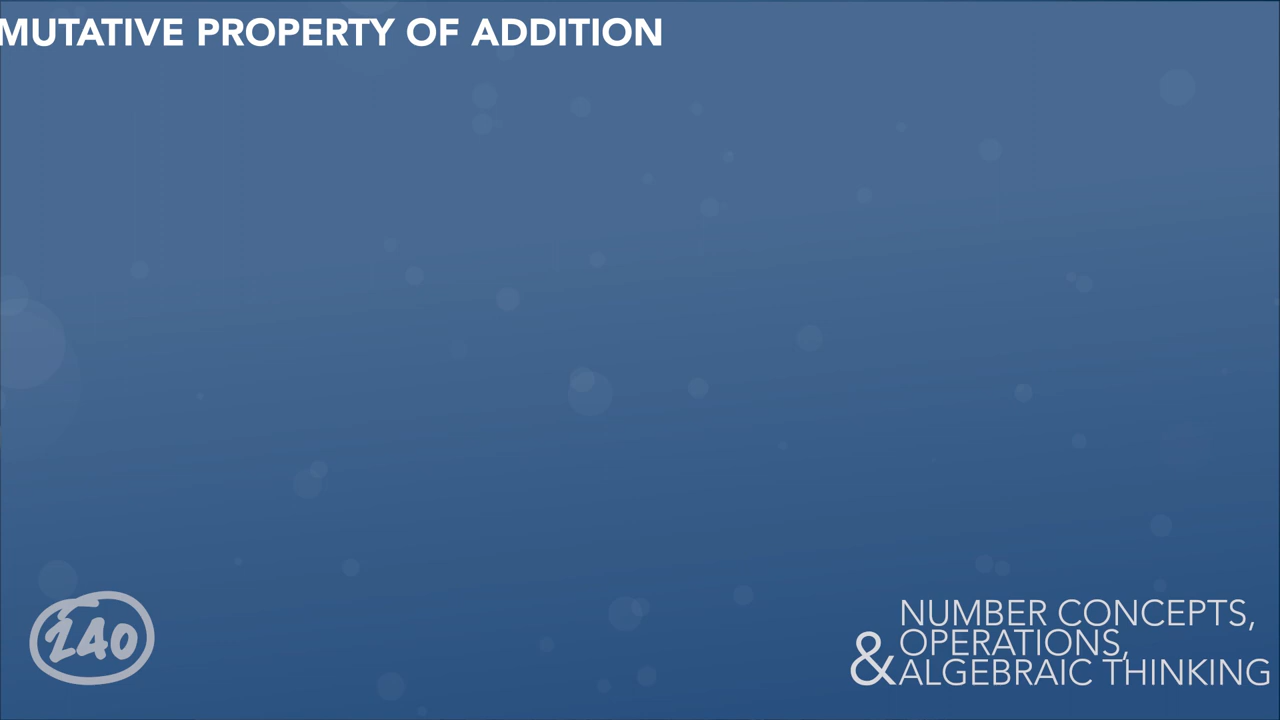 MUTATIVE PROPERTY OF ADDITION
240
NUMBER CONCEPTS,
OPERATIONS,
& ALGEBRAIC THINKING